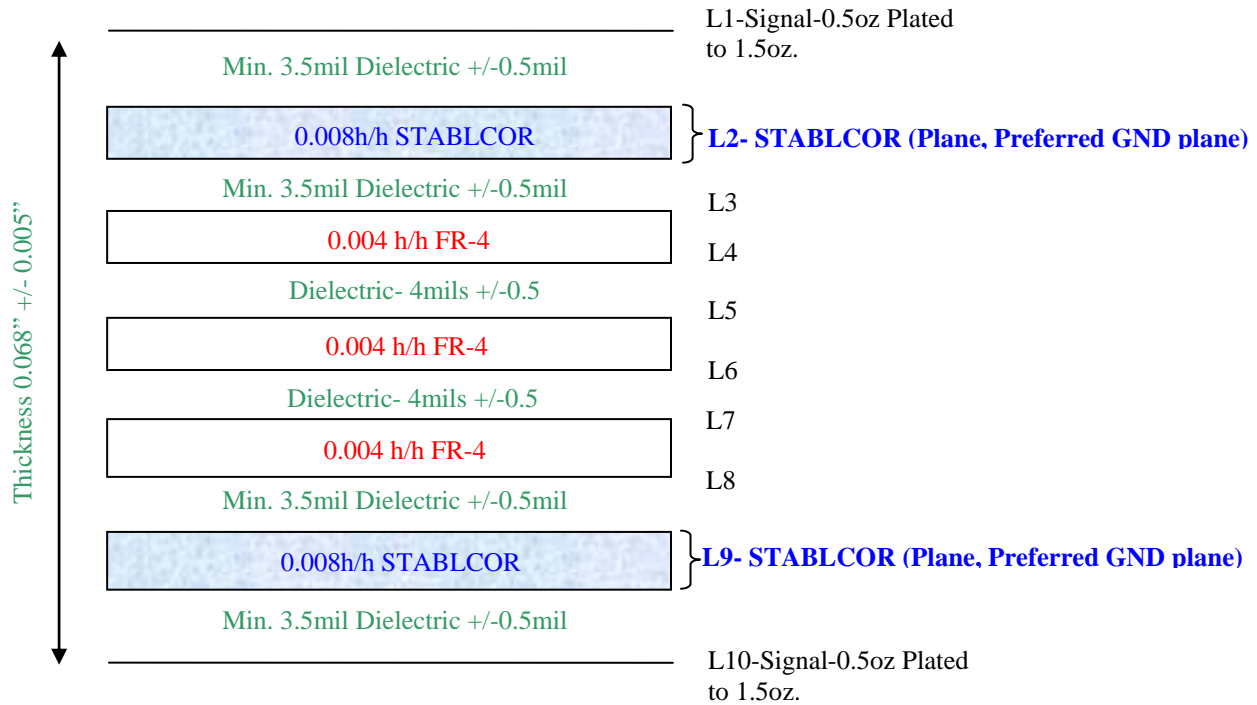 L1-Signal-0.5oz Plated
to 1.5oz.
Min. 3.5mil Dielectric +/-0.5mil
0.008h/h STABLCOR
L2- STABLCOR (Plane, Preferred GND plane)
Min. 3.5mil Dielectric +/-0.5mil
L3
0.004 h/h FR-4
L4
Dielectric- 4mils +/-0.5
L5
0.004 h/h FR-4
L6
Dielectric- 4mils +/-0.5
L7
0.004 h/h FR-4
L8
Min. 3.5mil Dielectric +/-0.5mil
0.008h/h STABLCOR
L9- STABLCOR (Plane, Preferred GND plane)
Min. 3.5mil Dielectric +/-0.5mil
L10-Signal-0.5oz Plated
to 1.5oz.
Thickness 0.068” +/- 0.005”